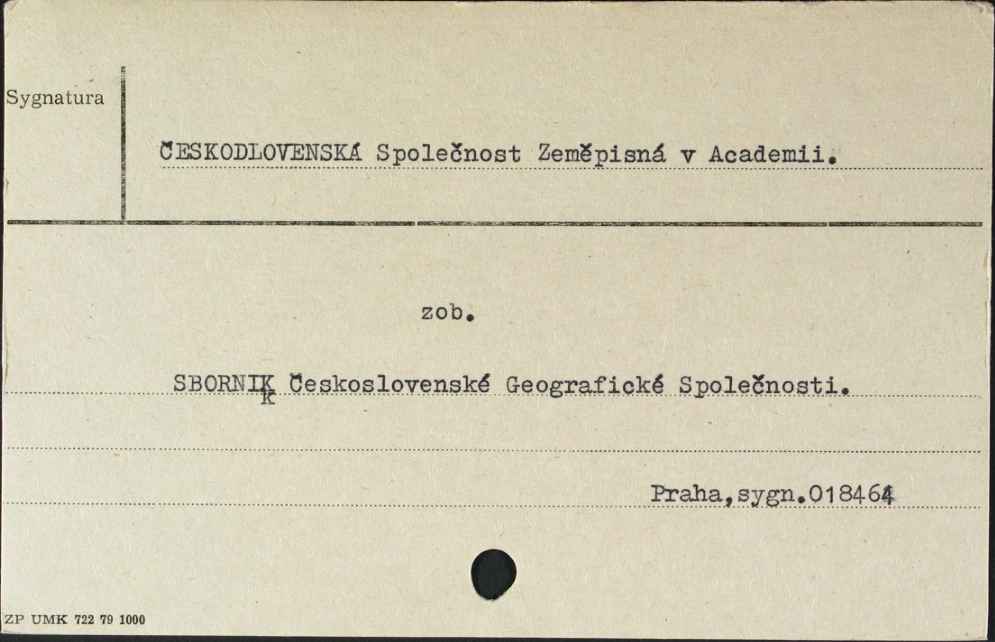 Sygnatura
ČESKODLOVENSKÁ Společnost Zeměpisná v Academii.
zob.
SBORNIK Československé Geografické Společnosti.
Praha,sygn.018464
ZP UMK 722 79 1000